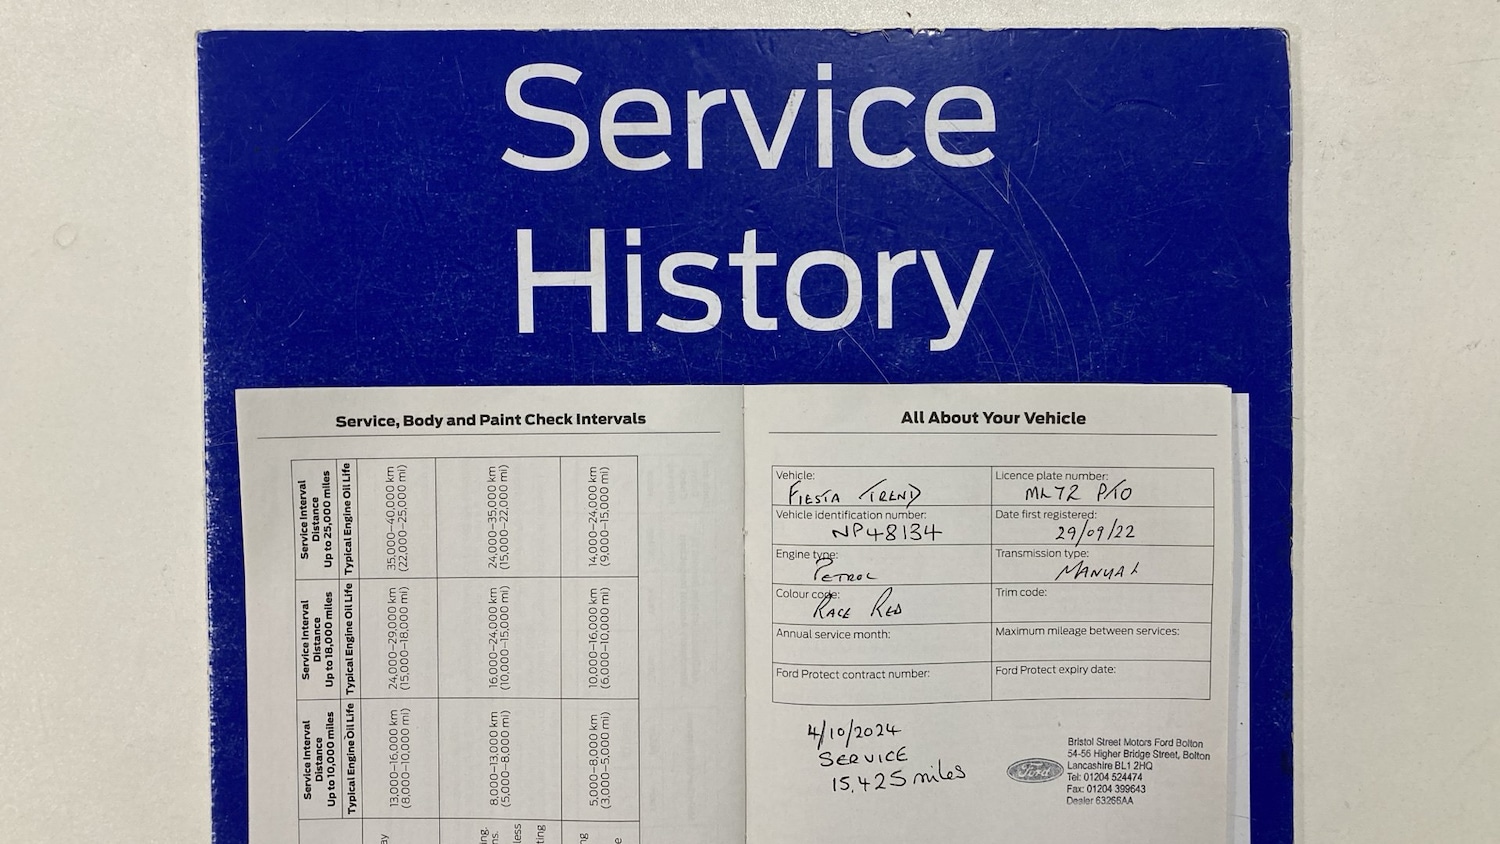 Service
History
Service, Body and Paint Check Intervals
Service Interval
Distance
Up to 25,000 miles
Typical Engine Oil Life
35,000–40,000 km
(22,000–25,000 mi)
24,000–35,000 km
(15,000–22,000 mi)
14,000–24,000 km
(9,000–15,000 mi)
Service Interval
Distance
Up to 18,000 miles
Typical Engine Oil Life
24,000–29,000 km
(15,000–18,000 mi)
16,000–24,000 km
(10,000–15,000 mi)
10,000–16,000 km
(6,000–10,000 mi)
Service Interval
Distance
Up to 10,000 miles
Typical Engine Oil Life
13,000–16,000 km
(8,000–10,000 mi)
8,000–13,000 km
(5,000–8,000 mi)
5,000–8,000 km
(3,000–5,000 mi)
All About Your Vehicle
Vehicle:
FIESTA TREND
Licence plate number:
ML72 PTO
Vehicle identification number:
NP48134
Date first registered:
29/09/22
Engine type:
PETROL
Transmission type:
MANUAL
Colour code:
RACE RED
Trim code:
Annual service month:
Maximum mileage between services:
Ford Protect contract number:
Ford Protect expiry date:
4/10/2024
SERVICE
15,425 miles
Ford
Bristol Street Motors Ford Bolton
54-56 Higher Bridge Street, Bolton
Lancashire BL1 2HQ
Tel: 01204 524474
Fax: 01204 399643
Dealer 63266AA